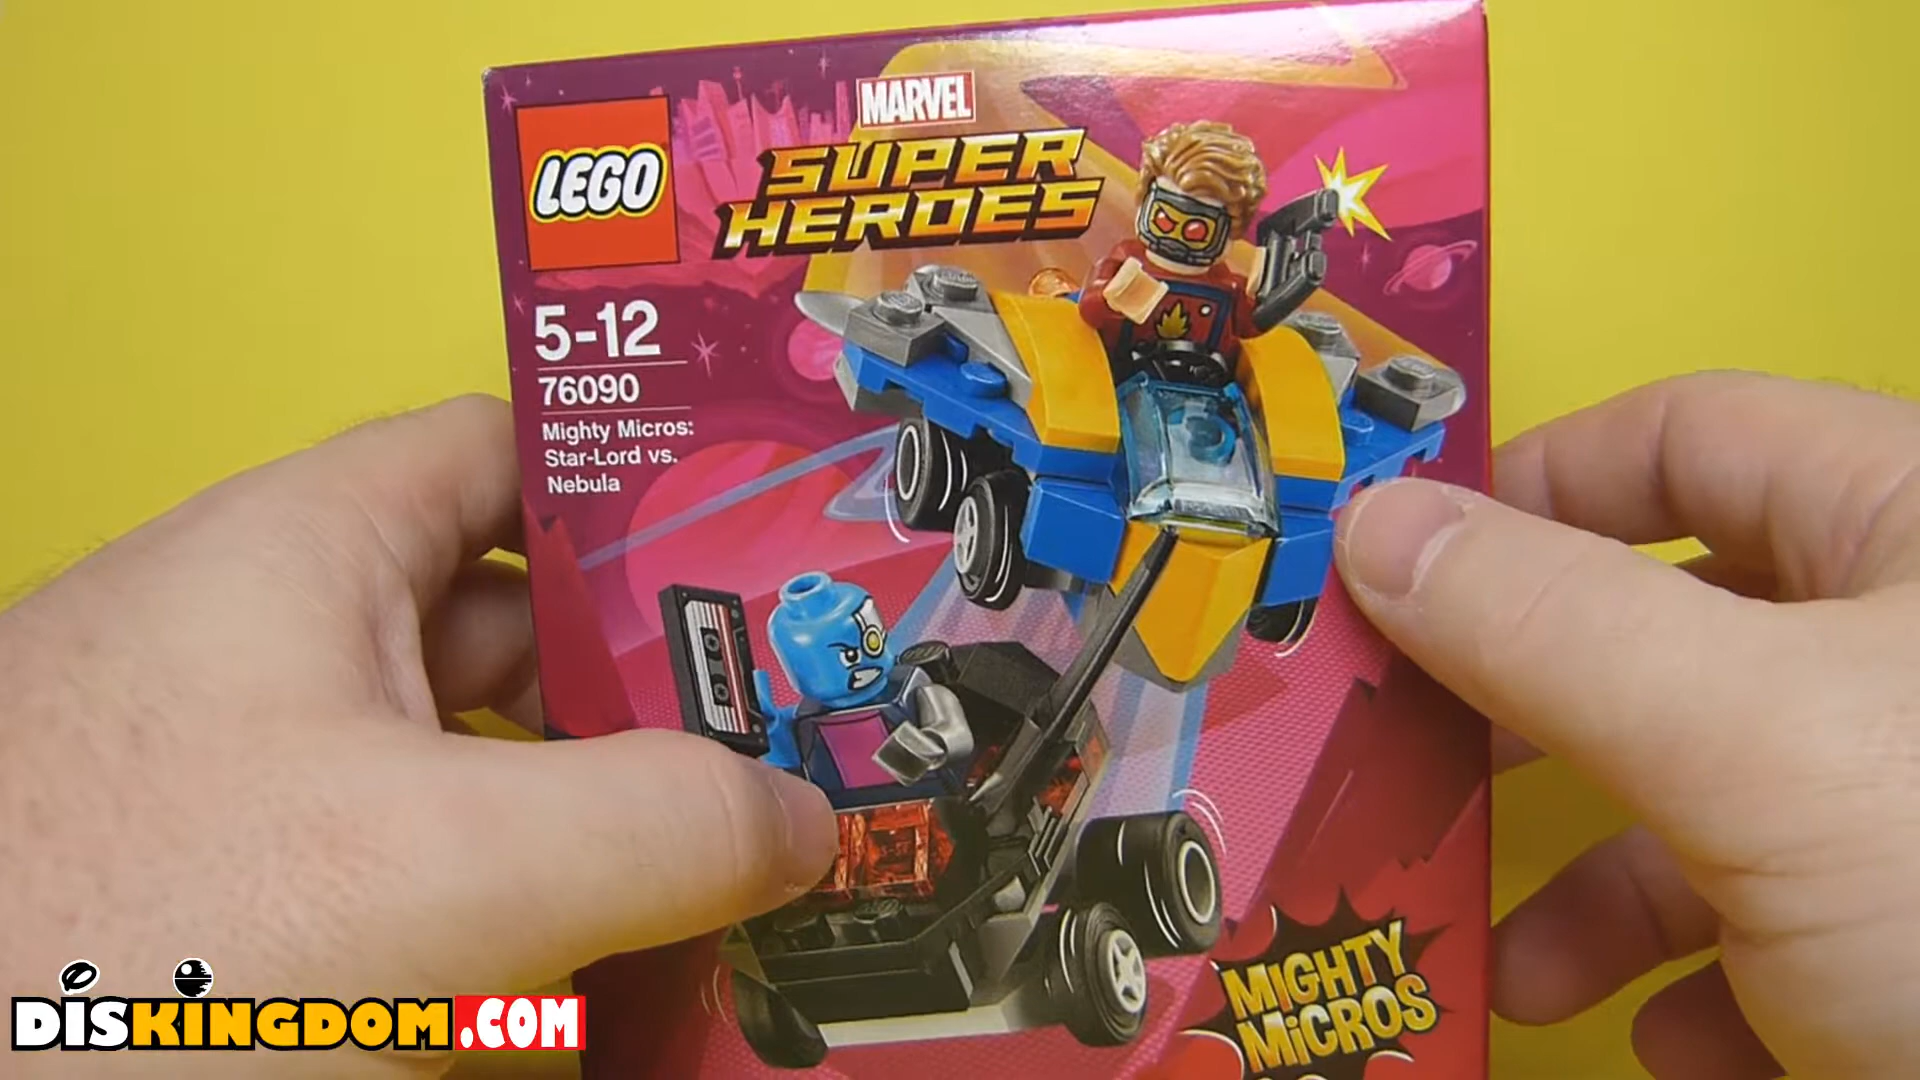 MARVEL
LEGO
SUPER
HEROES
5-12
76090
Mighty Micros:
Star-Lord vs.
Nebula
MIGHTY
MICROS
DISKINGDOM.COM